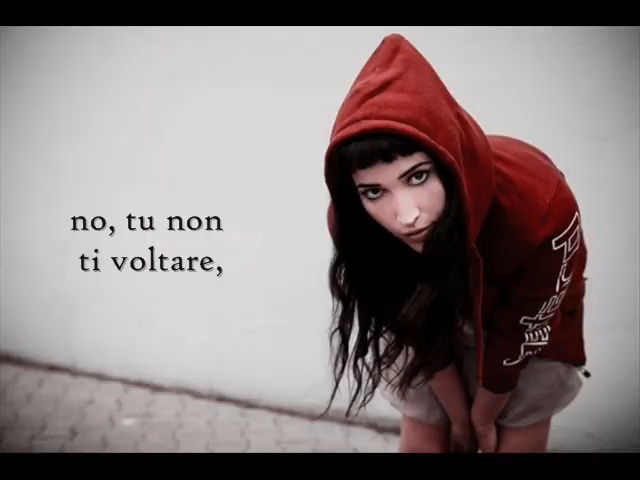 no, tu non
ti voltare,